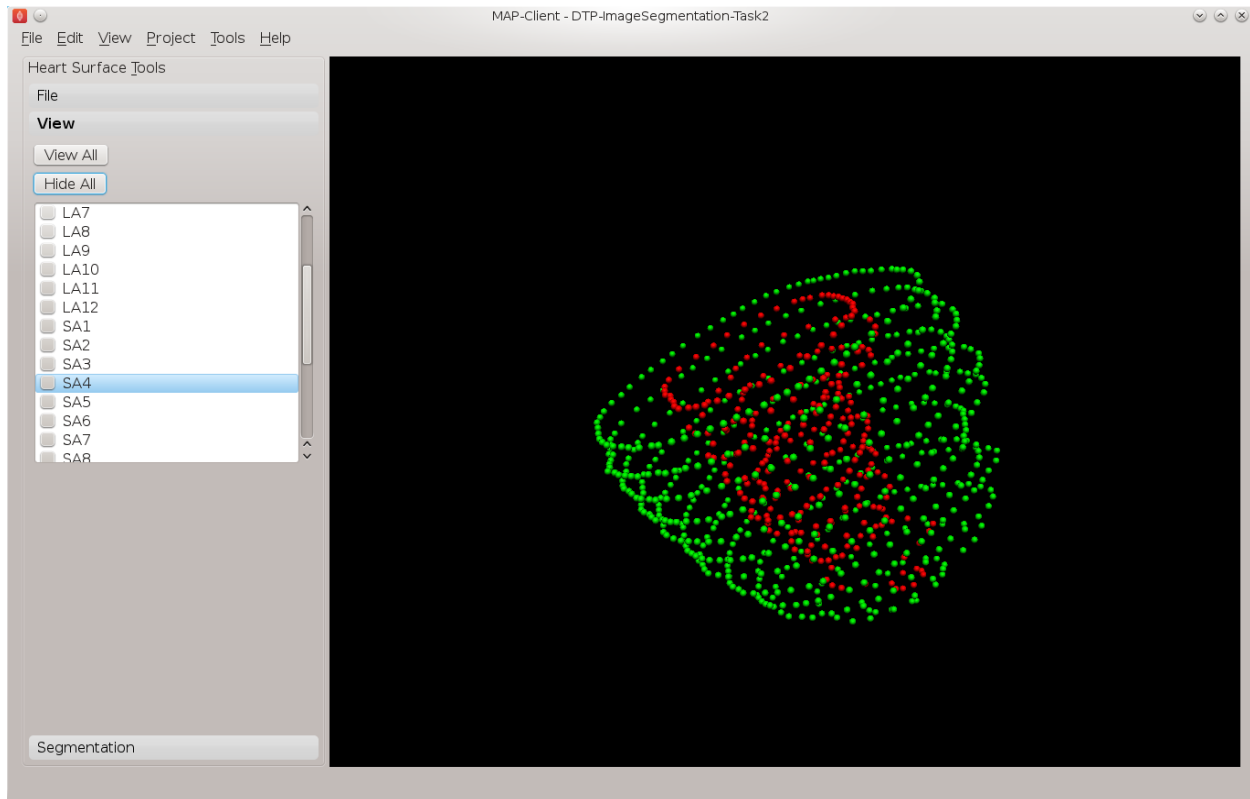 MAP-Client - DTP-ImageSegmentation-Task2
File Edit View Project Tools Help
Heart Surface Tools
File
View
View All
Hide All
LA7
LA8
LA9
LA10
LA11
LA12
SA1
SA2
SA3
SA4
SA5
SA6
SA7
SA8
Segmentation